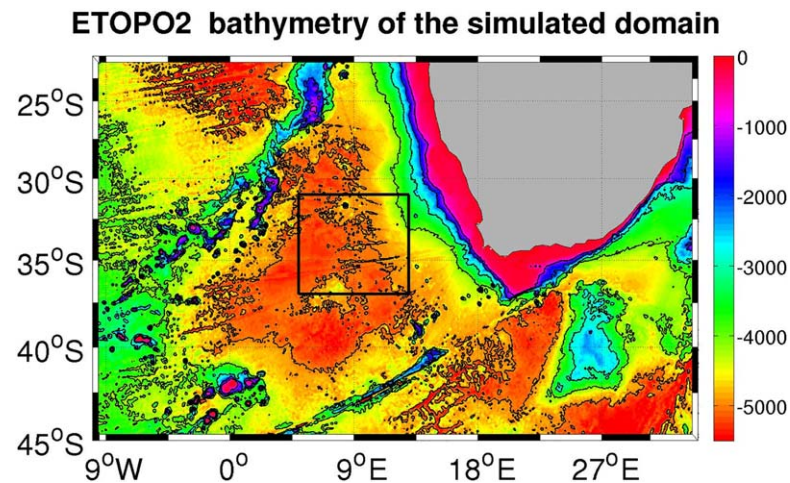 ETOPO2 bathymetry of the simulated domain
0
25°S
-1000
30°S
-2000
35°S
-3000
40°S
-4000
-5000
45°S
9°W 0° 9°E 18°E 27°E